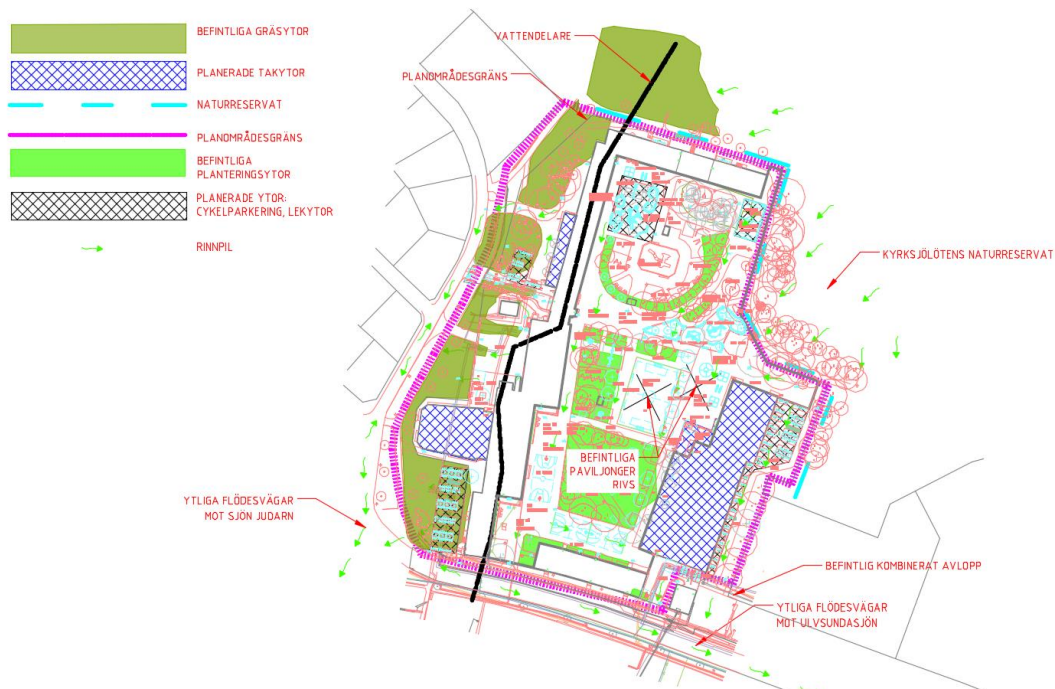 BEFINTLIGA GRÄSYTOR
PLANERADE TAKYTOR
NATURRESERVAT
PLANOMRÅDESGRÄNS
BEFINTLIGA
PLANTERINGSYTOR
PLANERADE YTOR:
CYKELPARKERING, LEKYTOR
RINNPIL
VATTENDELARE
PLANOMRÅDESGRÄNS
KYRKSJÖLÖTENS NATURRESERVAT
BEFINTLIGA
PAVILJONGER
RIVS
YTLIGA FLÖDESVÄGAR
MOT SJÖN JUDARN
BEFINTLIG KOMBINERAT AVLOPP
YTLIGA FLÖDESVÄGAR
MOT ULVSUNDASJÖN